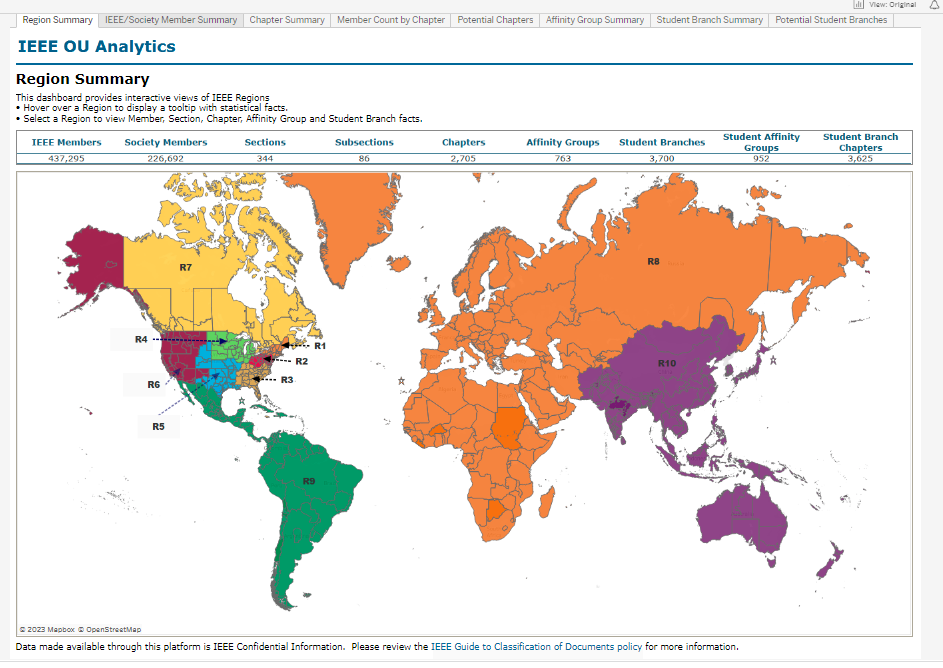 View: Original
Region Summary IEEE/Society Member Summary Chapter Summary Member Count by Chapter Potential Chapters Affinity Group Summary Student Branch Summary Potential Student Branches
IEEE OU Analytics
Region Summary
This dashboard provides interactive views of IEEE Regions
• Hover over a Region to display a tooltip with statistical facts.
• Select a Region to view Member, Section, Chapter, Affinity Group and Student Branch facts.
IEEE Members Society Members Sections Subsections Chapters Affinity Groups Student Branches Student Affinity Groups Student Branch Chapters
437,295 226,692 344 86 2,705 763 3,700 952 3,625
R7
R8
R4
R1
R2
R10
R6
R3
R5
R9
© 2023 Mapbox © OpenStreetMap
Data made available through this platform is IEEE Confidential Information. Please review the IEEE Guide to Classification of Documents policy for more information.